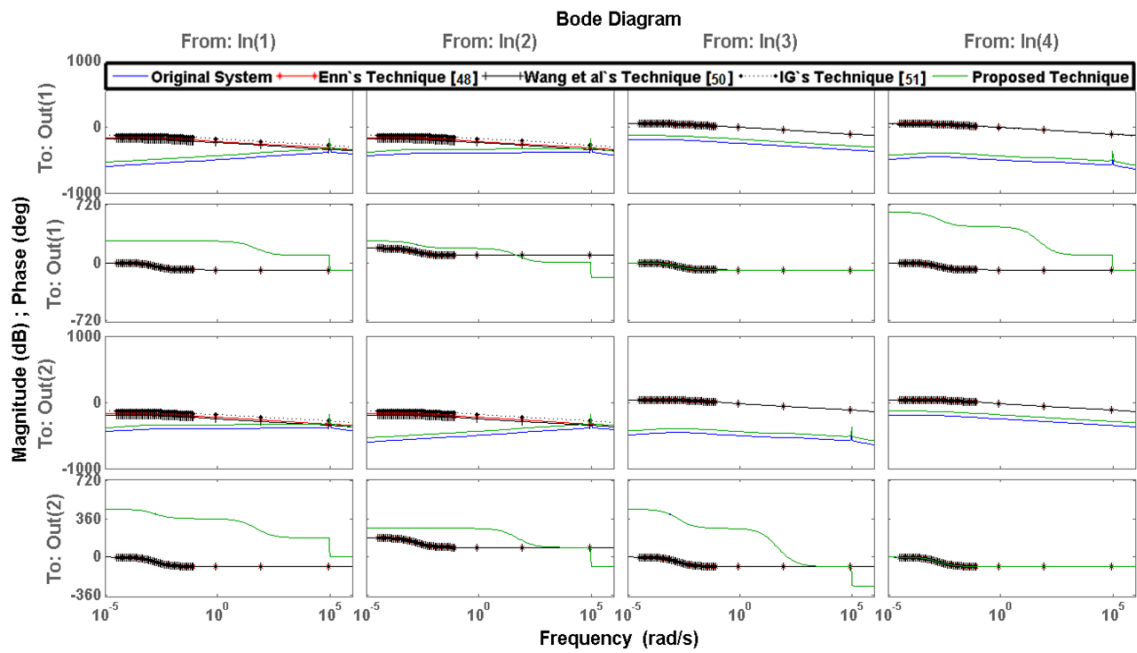 Bode Diagram
From: In(1) From: In(2) From: In(3) From: In(4)
Original System Enn`s Technique [48] Wang et al`s Technique [50] IG`s Technique [51] Proposed Technique
Magnitude (dB) ; Phase (deg)
To: Out(1)
1000
0
-1000
To: Out(1)
720
0
-720
To: Out(2)
1000
0
-1000
To: Out(2)
720
360
0
-360
10^-5 10^0 10^5 10^-5 10^0 10^5 10^-5 10^0 10^5 10^-5 10^0 10^5
Frequency (rad/s)